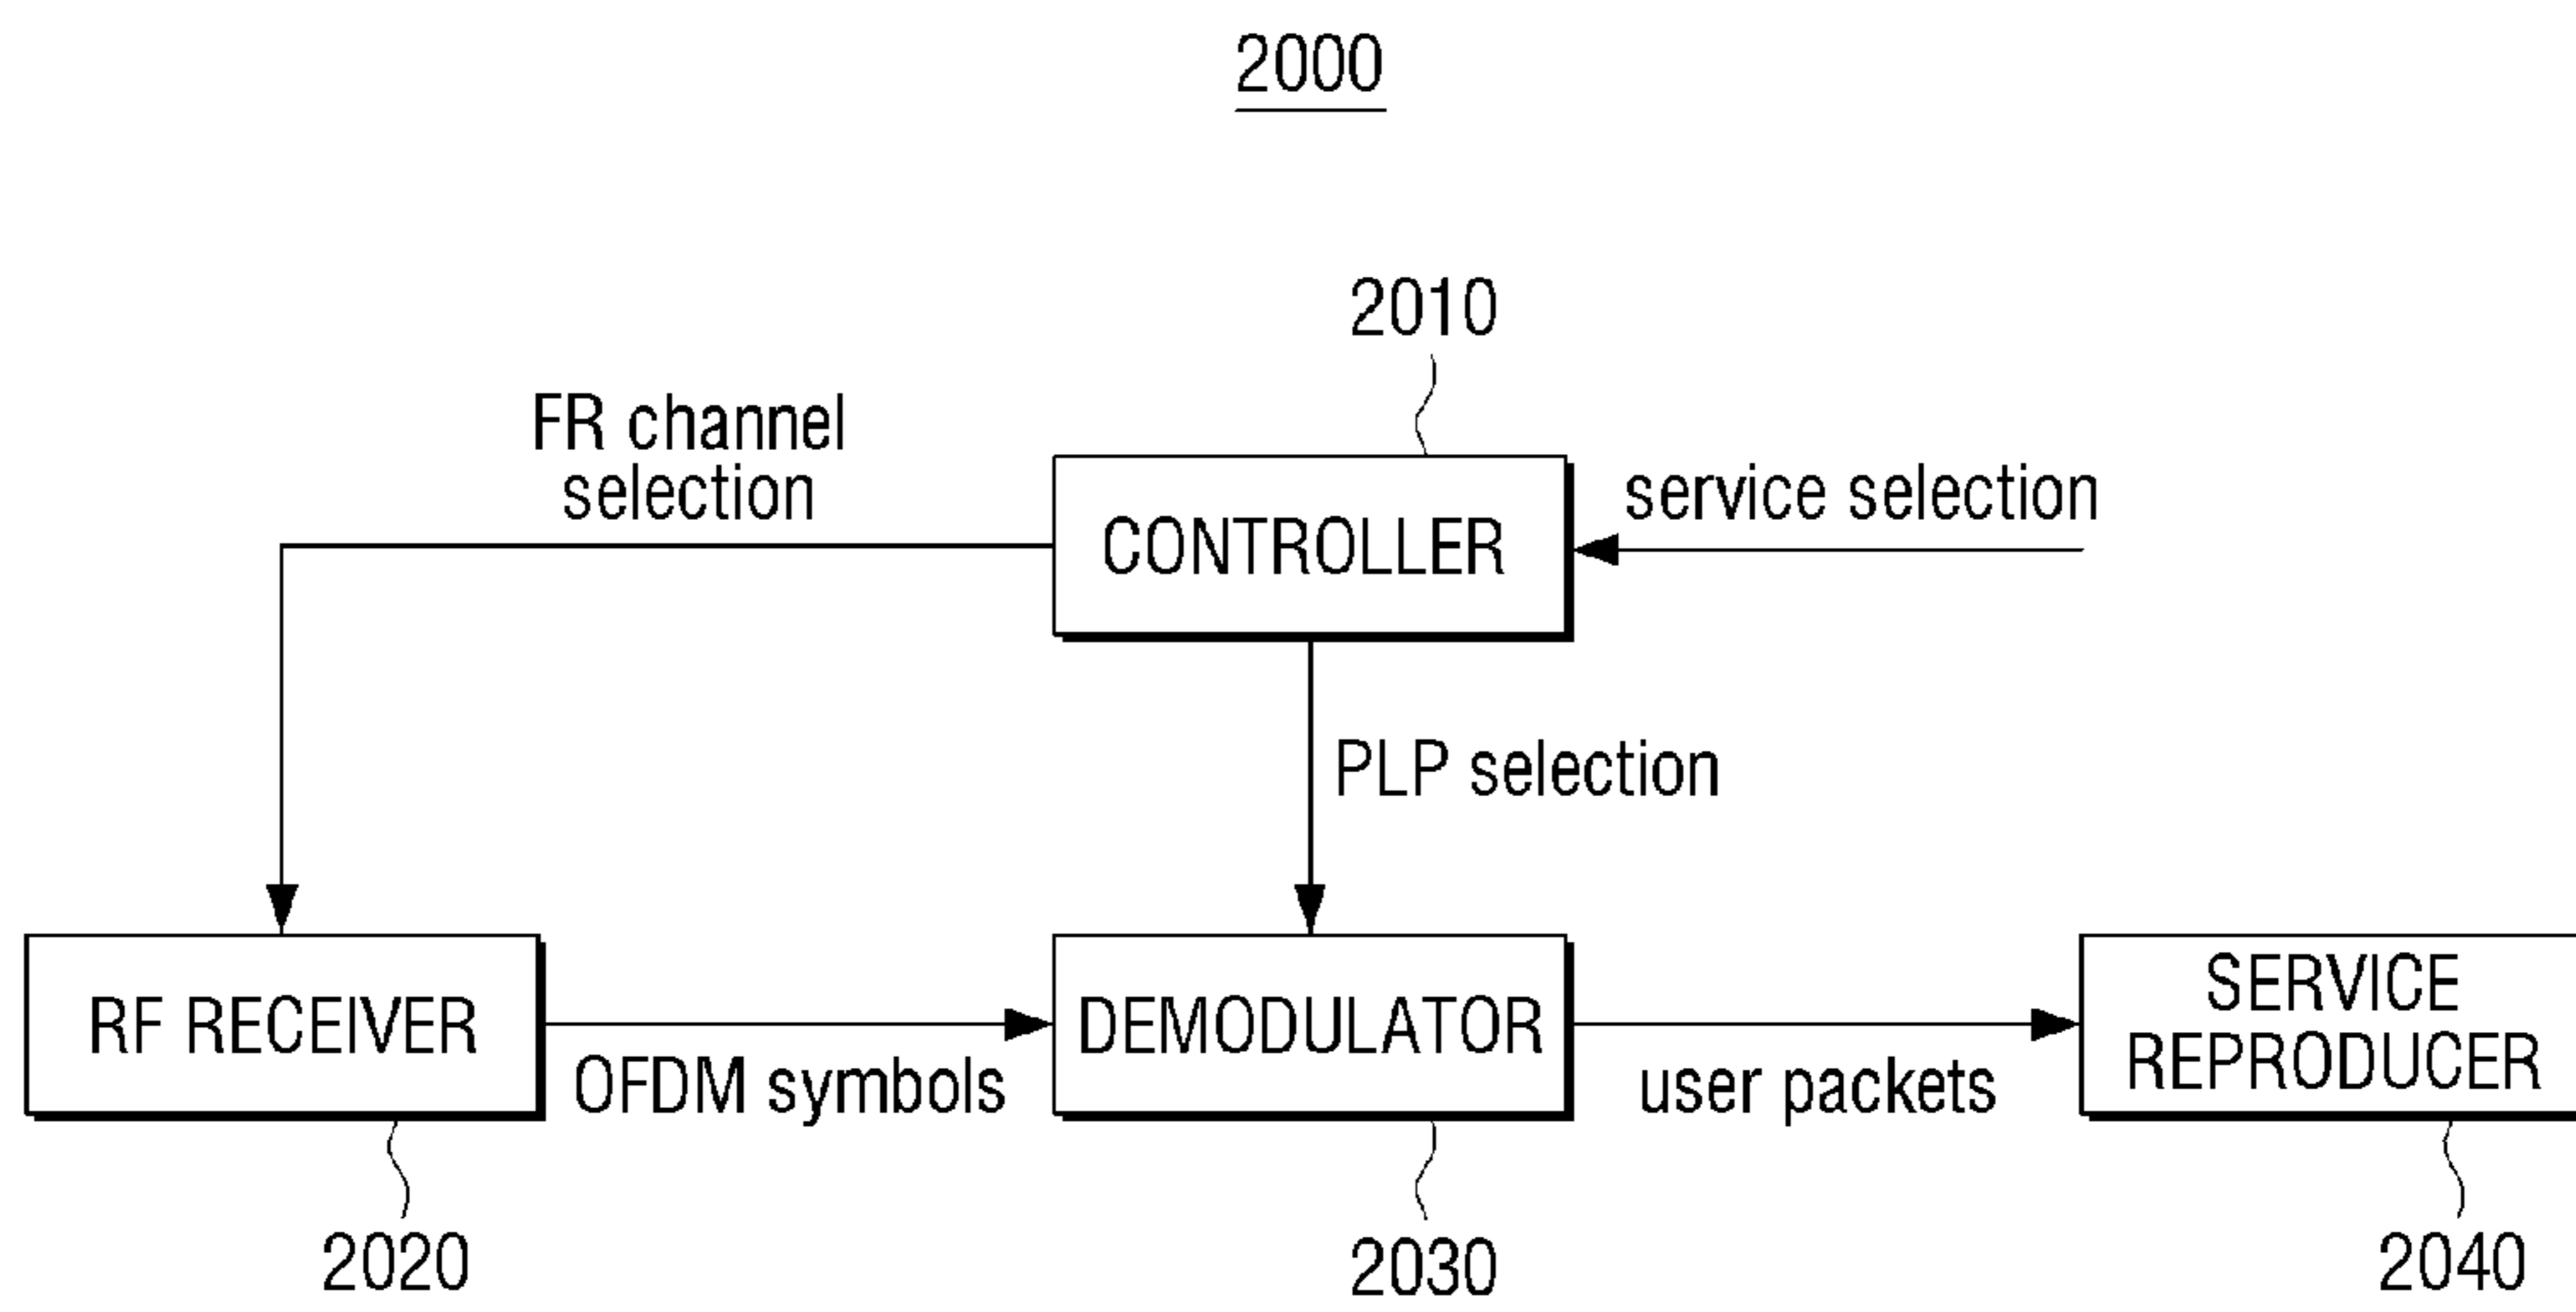 2000
2010
FR channel
selection
service selection
CONTROLLER
PLP selection
RF RECEIVER
OFDM symbols
DEMODULATOR
user packets
SERVICE
REPRODUCER
2020
2030
2040